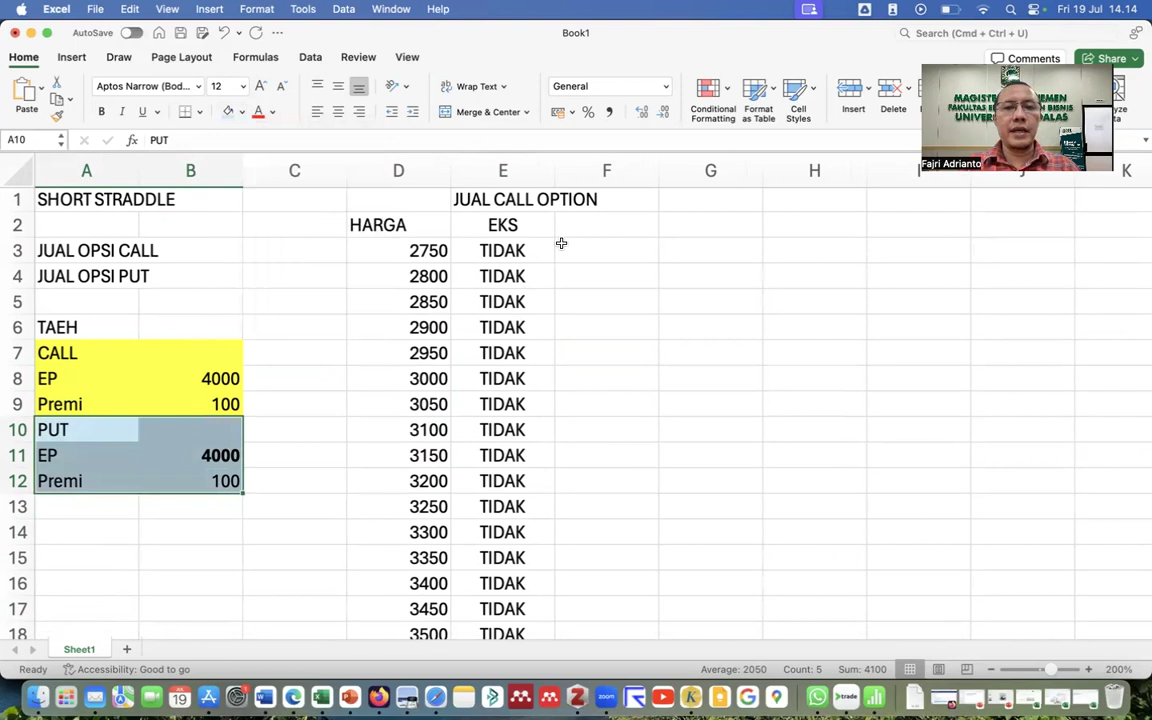 Excel File Edit View Insert Format Tools Data Window Help Fri 19 Jul 14.14
AutoSave Book1 Search (Cmd + Ctrl + U)
Home Insert Draw Page Layout Formulas Data Review View Comments Share
Paste Aptos Narrow (Bod... 12 Wrap Text General
B I U A Merge & Center % Conditional Formatting Format as Table Cell Styles Insert Delete
A10 fx PUT
MAGISTER
FAKULTAS EKONOMI DAN BISNIS
Fajri Adrianto
A B C D E F G H K
1 SHORT STRADDLE JUAL CALL OPTION
2 HARGA EKS
3 JUAL OPSI CALL 2750 TIDAK
4 JUAL OPSI PUT 2800 TIDAK
5 2850 TIDAK
6 TAEH 2900 TIDAK
7 CALL 2950 TIDAK
8 EP 4000 3000 TIDAK
9 Premi 100 3050 TIDAK
10 PUT 3100 TIDAK
11 EP 4000 3150 TIDAK
12 Premi 100 3200 TIDAK
13 3250 TIDAK
14 3300 TIDAK
15 3350 TIDAK
16 3400 TIDAK
17 3450 TIDAK
18 3500 TIDAK
Sheet1
Ready Accessibility: Good to go Average: 2050 Count: 5 Sum: 4100 200%